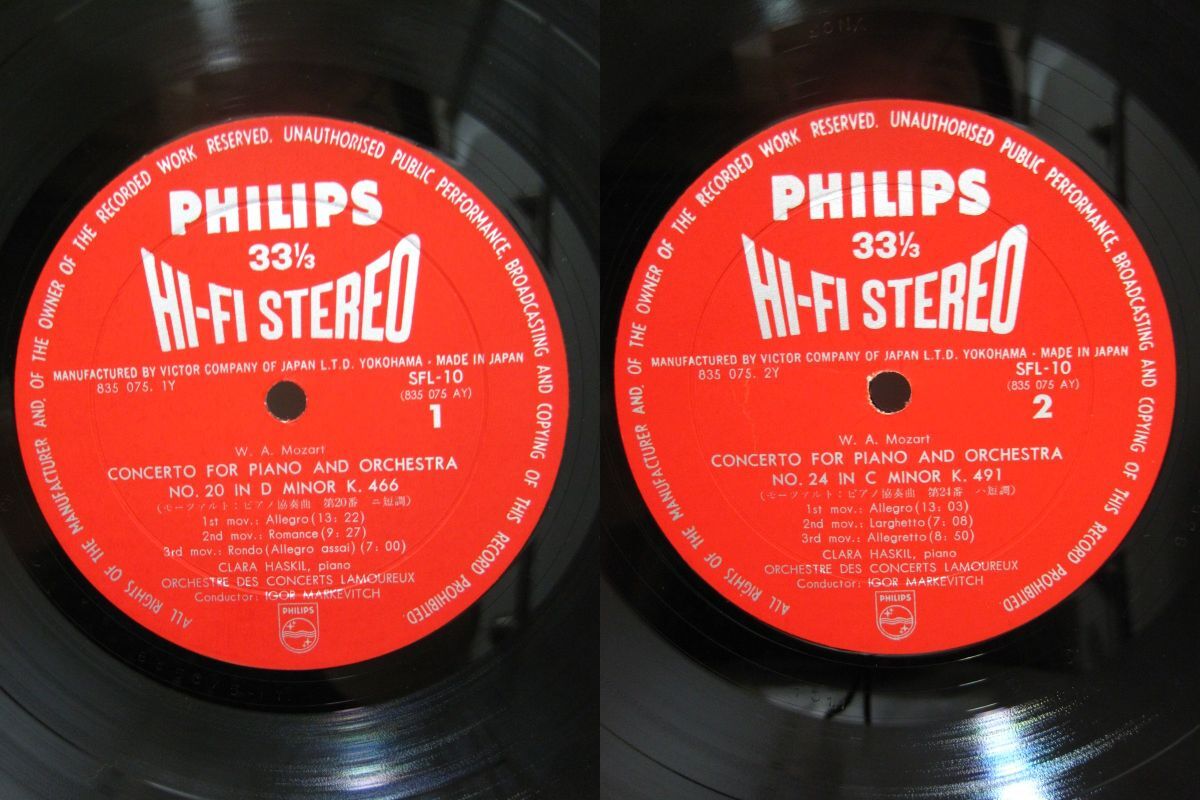 ALL RIGHTS OF THE MANUFACTURER AND. OF THE OWNER OF THE RECORDED WORK RESERVED. UNAUTHORISED PUBLIC PERFORMANCE, BROADCASTING AND COPYING OF THIS RECORD PROHIBITED.
PHILIPS
33⅓
HI-FI STEREO
MANUFACTURED BY VICTOR COMPANY OF JAPAN L.T.D. YOKOHAMA · MADE IN JAPAN
835 075. 1Y
SFL-10
(835 075 AY)
1
W. A. Mozart
CONCERTO FOR PIANO AND ORCHESTRA
NO. 20 IN D MINOR K. 466
(モーツァルト:ピアノ協奏曲 第20番 ニ短調)
1st mov.: Allegro (13: 22)
2nd mov.: Romance (9: 27)
3rd mov.: Rondo (Allegro assai) (7: 00)
CLARA HASKIL, piano
ORCHESTRE DES CONCERTS LAMOUREUX
Conductor: IGOR MARKEVITCH
PHILIPS
ALL RIGHTS OF THE MANUFACTURER AND. OF THE OWNER OF THE RECORDED WORK RESERVED. UNAUTHORISED PUBLIC PERFORMANCE, BROADCASTING AND COPYING OF THIS RECORD PROHIBITED.
PHILIPS
33⅓
HI-FI STEREO
MANUFACTURED BY VICTOR COMPANY OF JAPAN L.T.D. YOKOHAMA · MADE IN JAPAN
835 075. 2Y
SFL-10
(835 075 AY)
2
W. A. Mozart
CONCERTO FOR PIANO AND ORCHESTRA
NO. 24 IN C MINOR K. 491
(モーツァルト:ピアノ協奏曲 第24番 ハ短調)
1st mov.: Allegro (13: 03)
2nd mov.: Larghetto (7: 08)
3rd mov.: Allegretto (8: 50)
CLARA HASKIL, piano
ORCHESTRE DES CONCERTS LAMOUREUX
Conductor: IGOR MARKEVITCH
PHILIPS